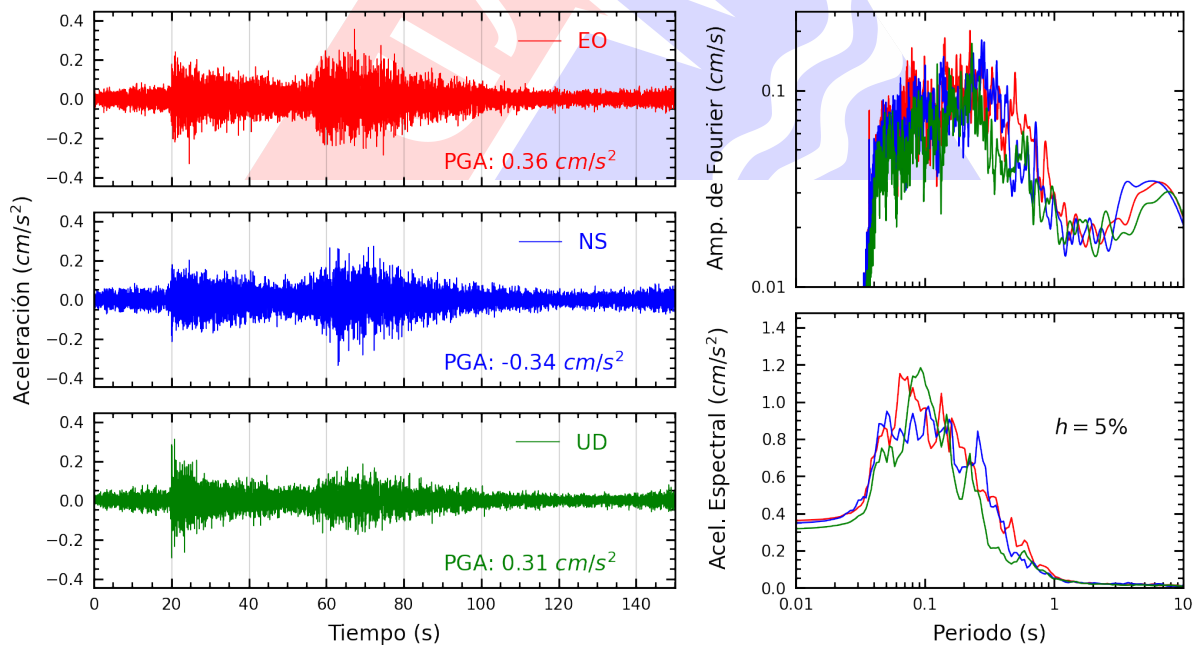 Aceleración (cm/s²)
0.4
0.2
0.0
−0.2
−0.4
EO
PGA: 0.36 cm/s²
0.4
0.2
0.0
−0.2
−0.4
NS
PGA: -0.34 cm/s²
0.4
0.2
0.0
−0.2
−0.4
UD
PGA: 0.31 cm/s²
0 20 40 60 80 100 120 140
Tiempo (s)
Amp. de Fourier (cm/s)
0.1
0.01
Acel. Espectral (cm/s²)
1.4
1.2
1.0
0.8
0.6
0.4
0.2
0.0
h = 5%
0.01 0.1 1 10
Periodo (s)